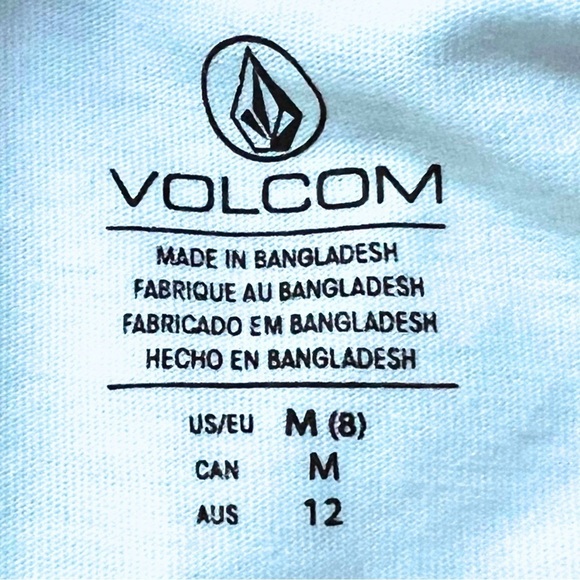 VOLCOM
MADE IN BANGLADESH
FABRIQUE AU BANGLADESH
FABRICADO EM BANGLADESH
HECHO EN BANGLADESH
US/EU M (8)
CAN M
AUS 12